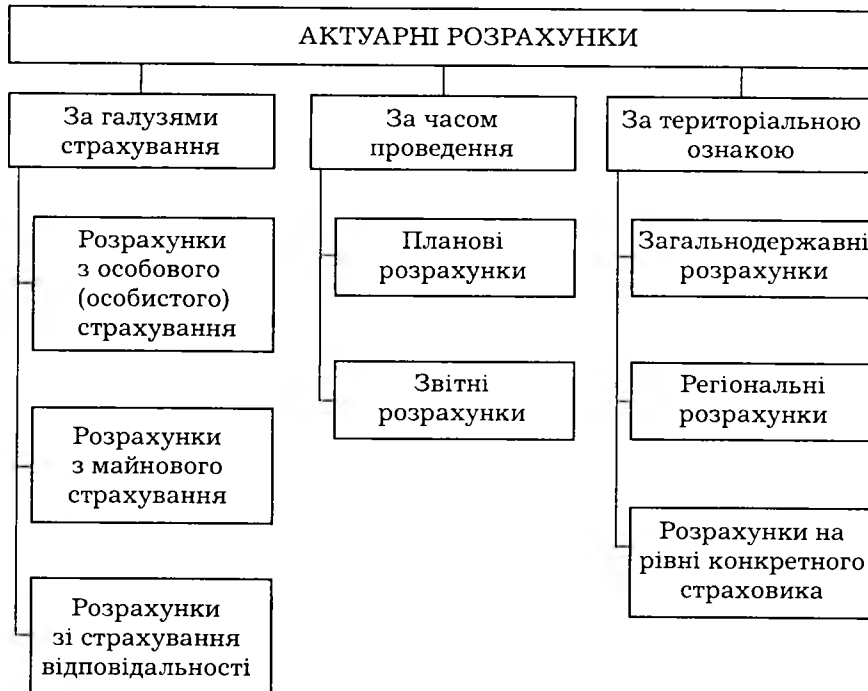 АКТУАРНІ РОЗРАХУНКИ
За галузями
страхування
Розрахунки
з особового
(особистого)
страхування
Розрахунки
з майнового
страхування
Розрахунки
зі страхування
відповідальності
За часом
проведення
Планові
розрахунки
Звітні
розрахунки
За територіальною
ознакою
Загальнодержавні
розрахунки
Регіональні
розрахунки
Розрахунки на
рівні конкретного
страховика